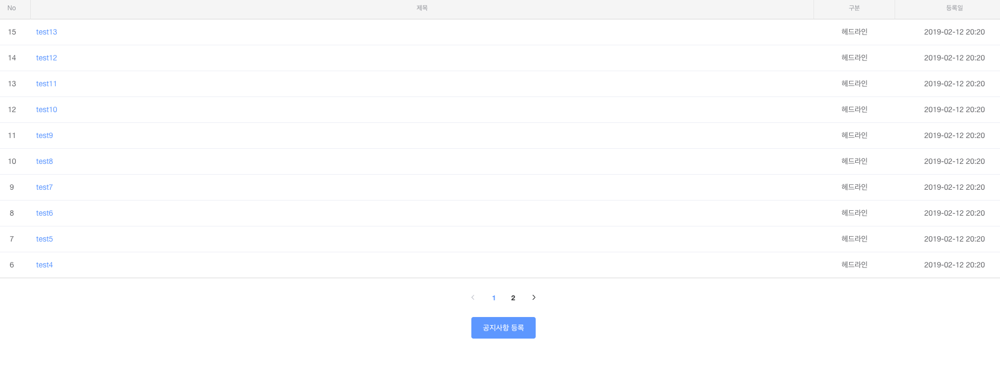 No 제목 구분 등록일
15 test13 헤드라인 2019-02-12 20:20
14 test12 헤드라인 2019-02-12 20:20
13 test11 헤드라인 2019-02-12 20:20
12 test10 헤드라인 2019-02-12 20:20
11 test9 헤드라인 2019-02-12 20:20
10 test8 헤드라인 2019-02-12 20:20
9 test7 헤드라인 2019-02-12 20:20
8 test6 헤드라인 2019-02-12 20:20
7 test5 헤드라인 2019-02-12 20:20
6 test4 헤드라인 2019-02-12 20:20
1 2
공지사항 등록